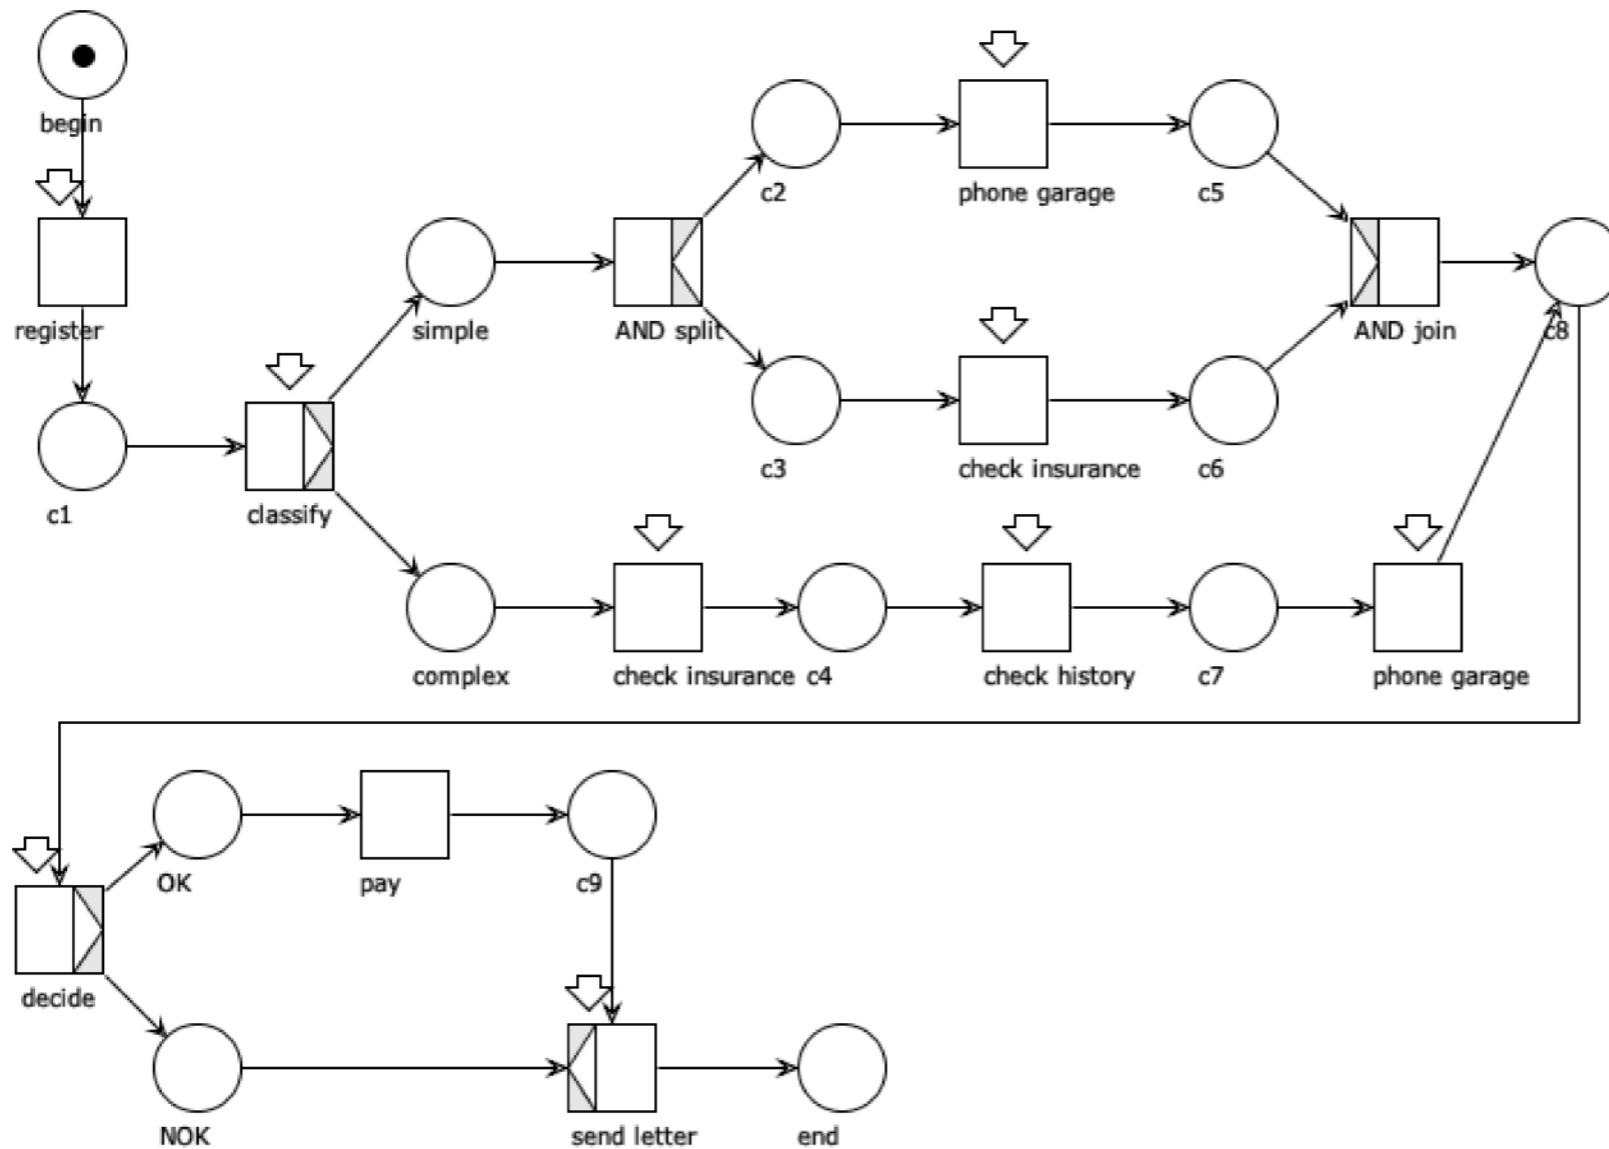 begin
phone garage
c2
c5
register
simple
AND split
AND join
c8
c3
check insurance
c6
c1
classify
complex
check insurance
c4
check history
c7
phone garage
OK
pay
c9
decide
NOK
send letter
end